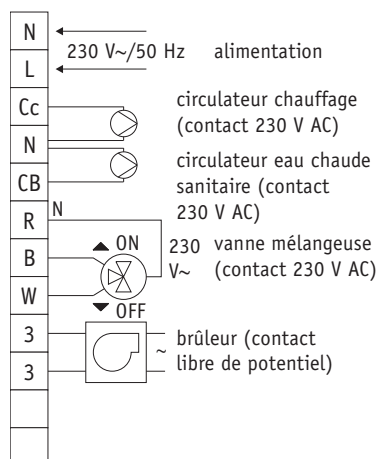 N
230 V~/50 Hz alimentation
L
Cc
circulateur chauffage
(contact 230 V AC)
N
circulateur eau chaude
sanitaire (contact
230 V AC)
CB
R
N
B
▲ ON
230 vanne mélangeuse
V~ (contact 230 V AC)
W
▼ OFF
3
~ brûleur (contact
libre de potentiel)
3